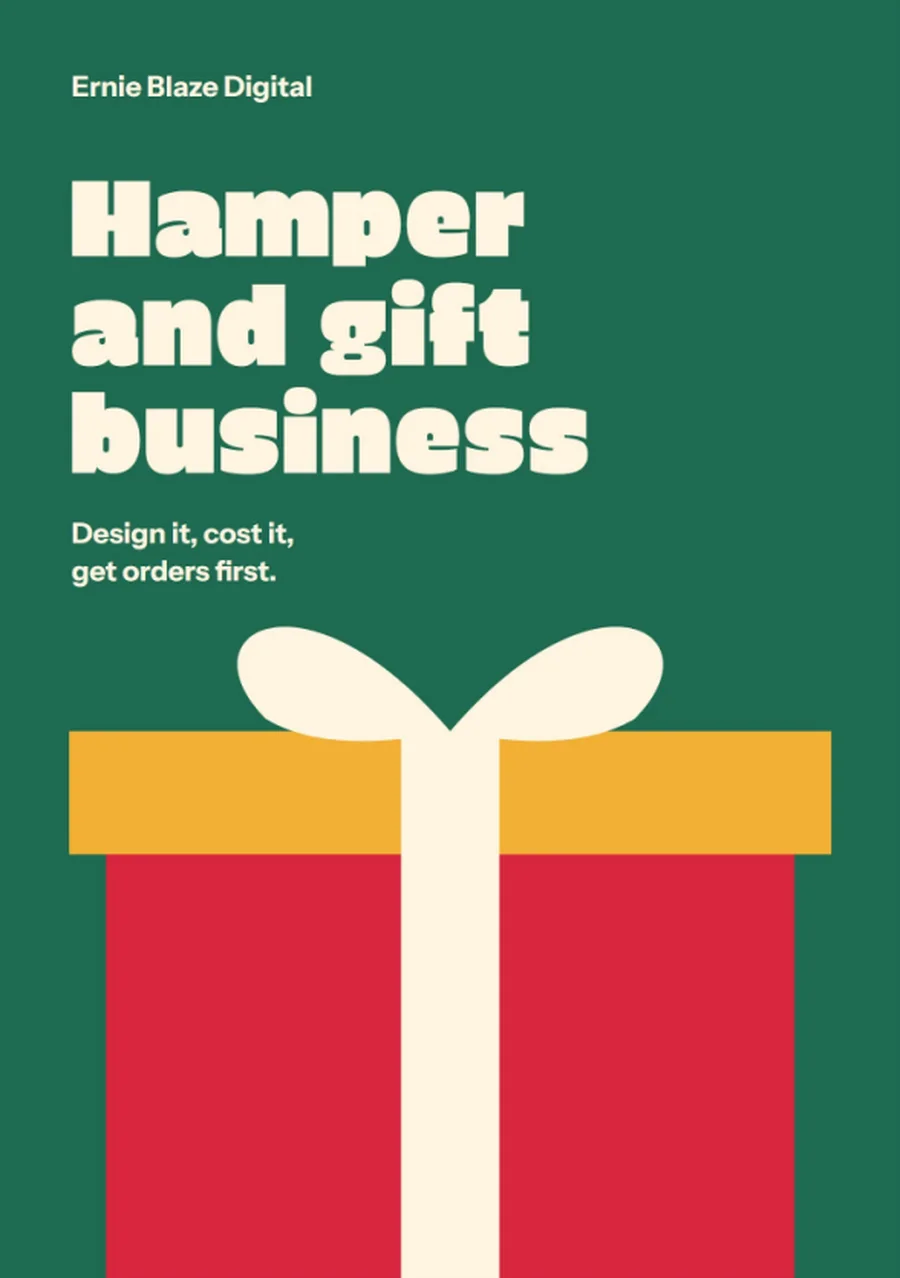 Ernie Blaze Digital
Hamper
and gift
business
Design it, cost it,
get orders first.